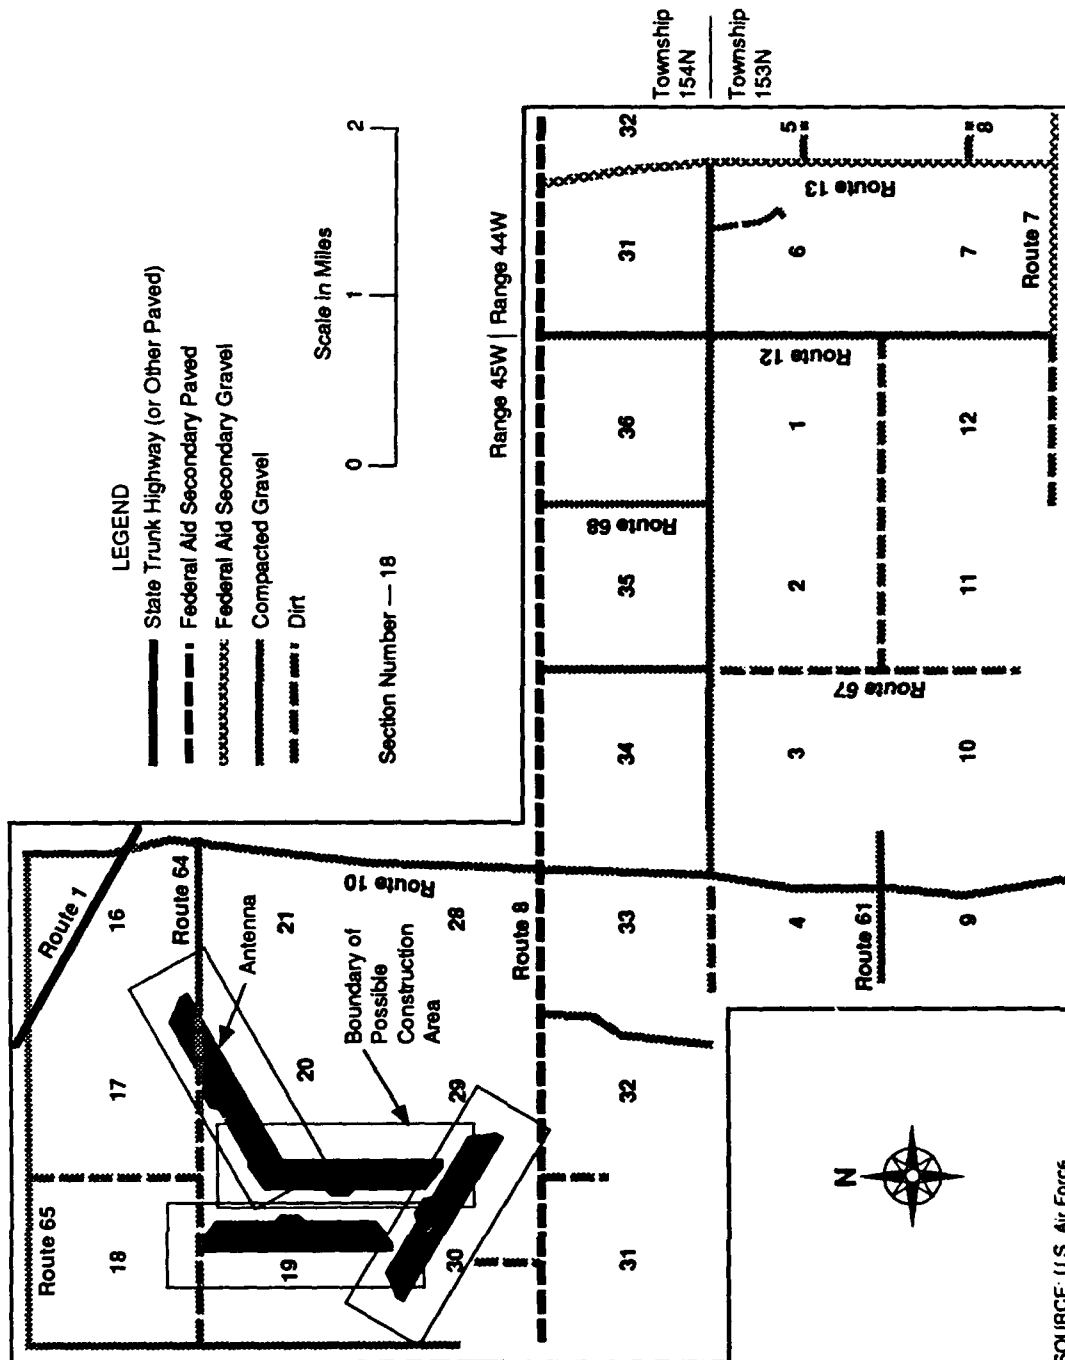 LEGEND
State Trunk Highway (or Other Paved)
Federal Aid Secondary Paved
Federal Aid Secondary Gravel
Compacted Gravel
Dirt
Section Number — 18
Scale in Miles
0 1 2
Route 1
16
Route 64
17
Route 65
18
Antenna
21
20
19
Route 10
Boundary of
Possible
Construction
Area
28
29
30
Route 8
Range 45W | Range 44W
Township
154N
Township
153N
31
32
33
34
35
36
31
32
Route 68
Route 12
Route 13
4
3
2
1
6
5
Route 61
Route 67
9
10
11
12
7
8
Route 7
N
SOURCE: U.S. Air Force